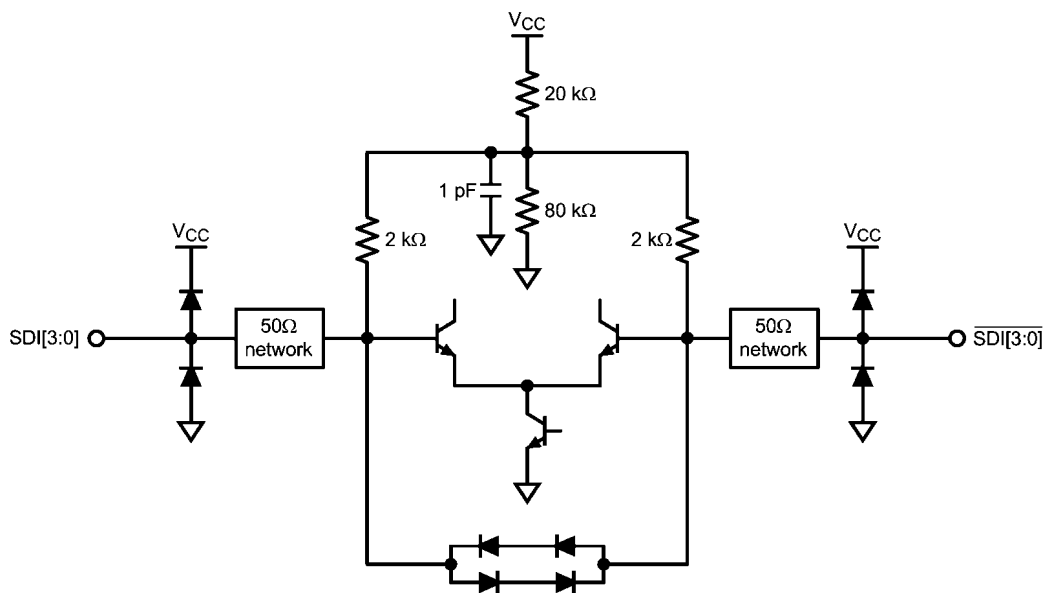 VCC
20 kΩ
1 pF
80 kΩ
2 kΩ
2 kΩ
VCC
VCC
SDI[3:0]
50Ω
network
50Ω
network
SDI[3:0]